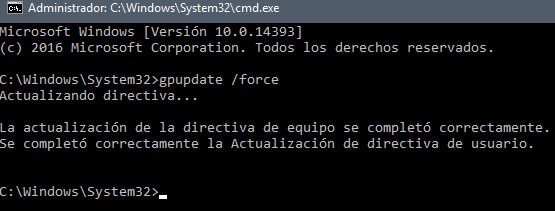 Administrador: C:\Windows\System32\cmd.exe
Microsoft Windows [Versión 10.0.14393]
(c) 2016 Microsoft Corporation. Todos los derechos reservados.
C:\Windows\System32>gpupdate /force
Actualizando directiva...
La actualización de la directiva de equipo se completó correctamente.
Se completó correctamente la Actualización de directiva de usuario.
C:\Windows\System32>